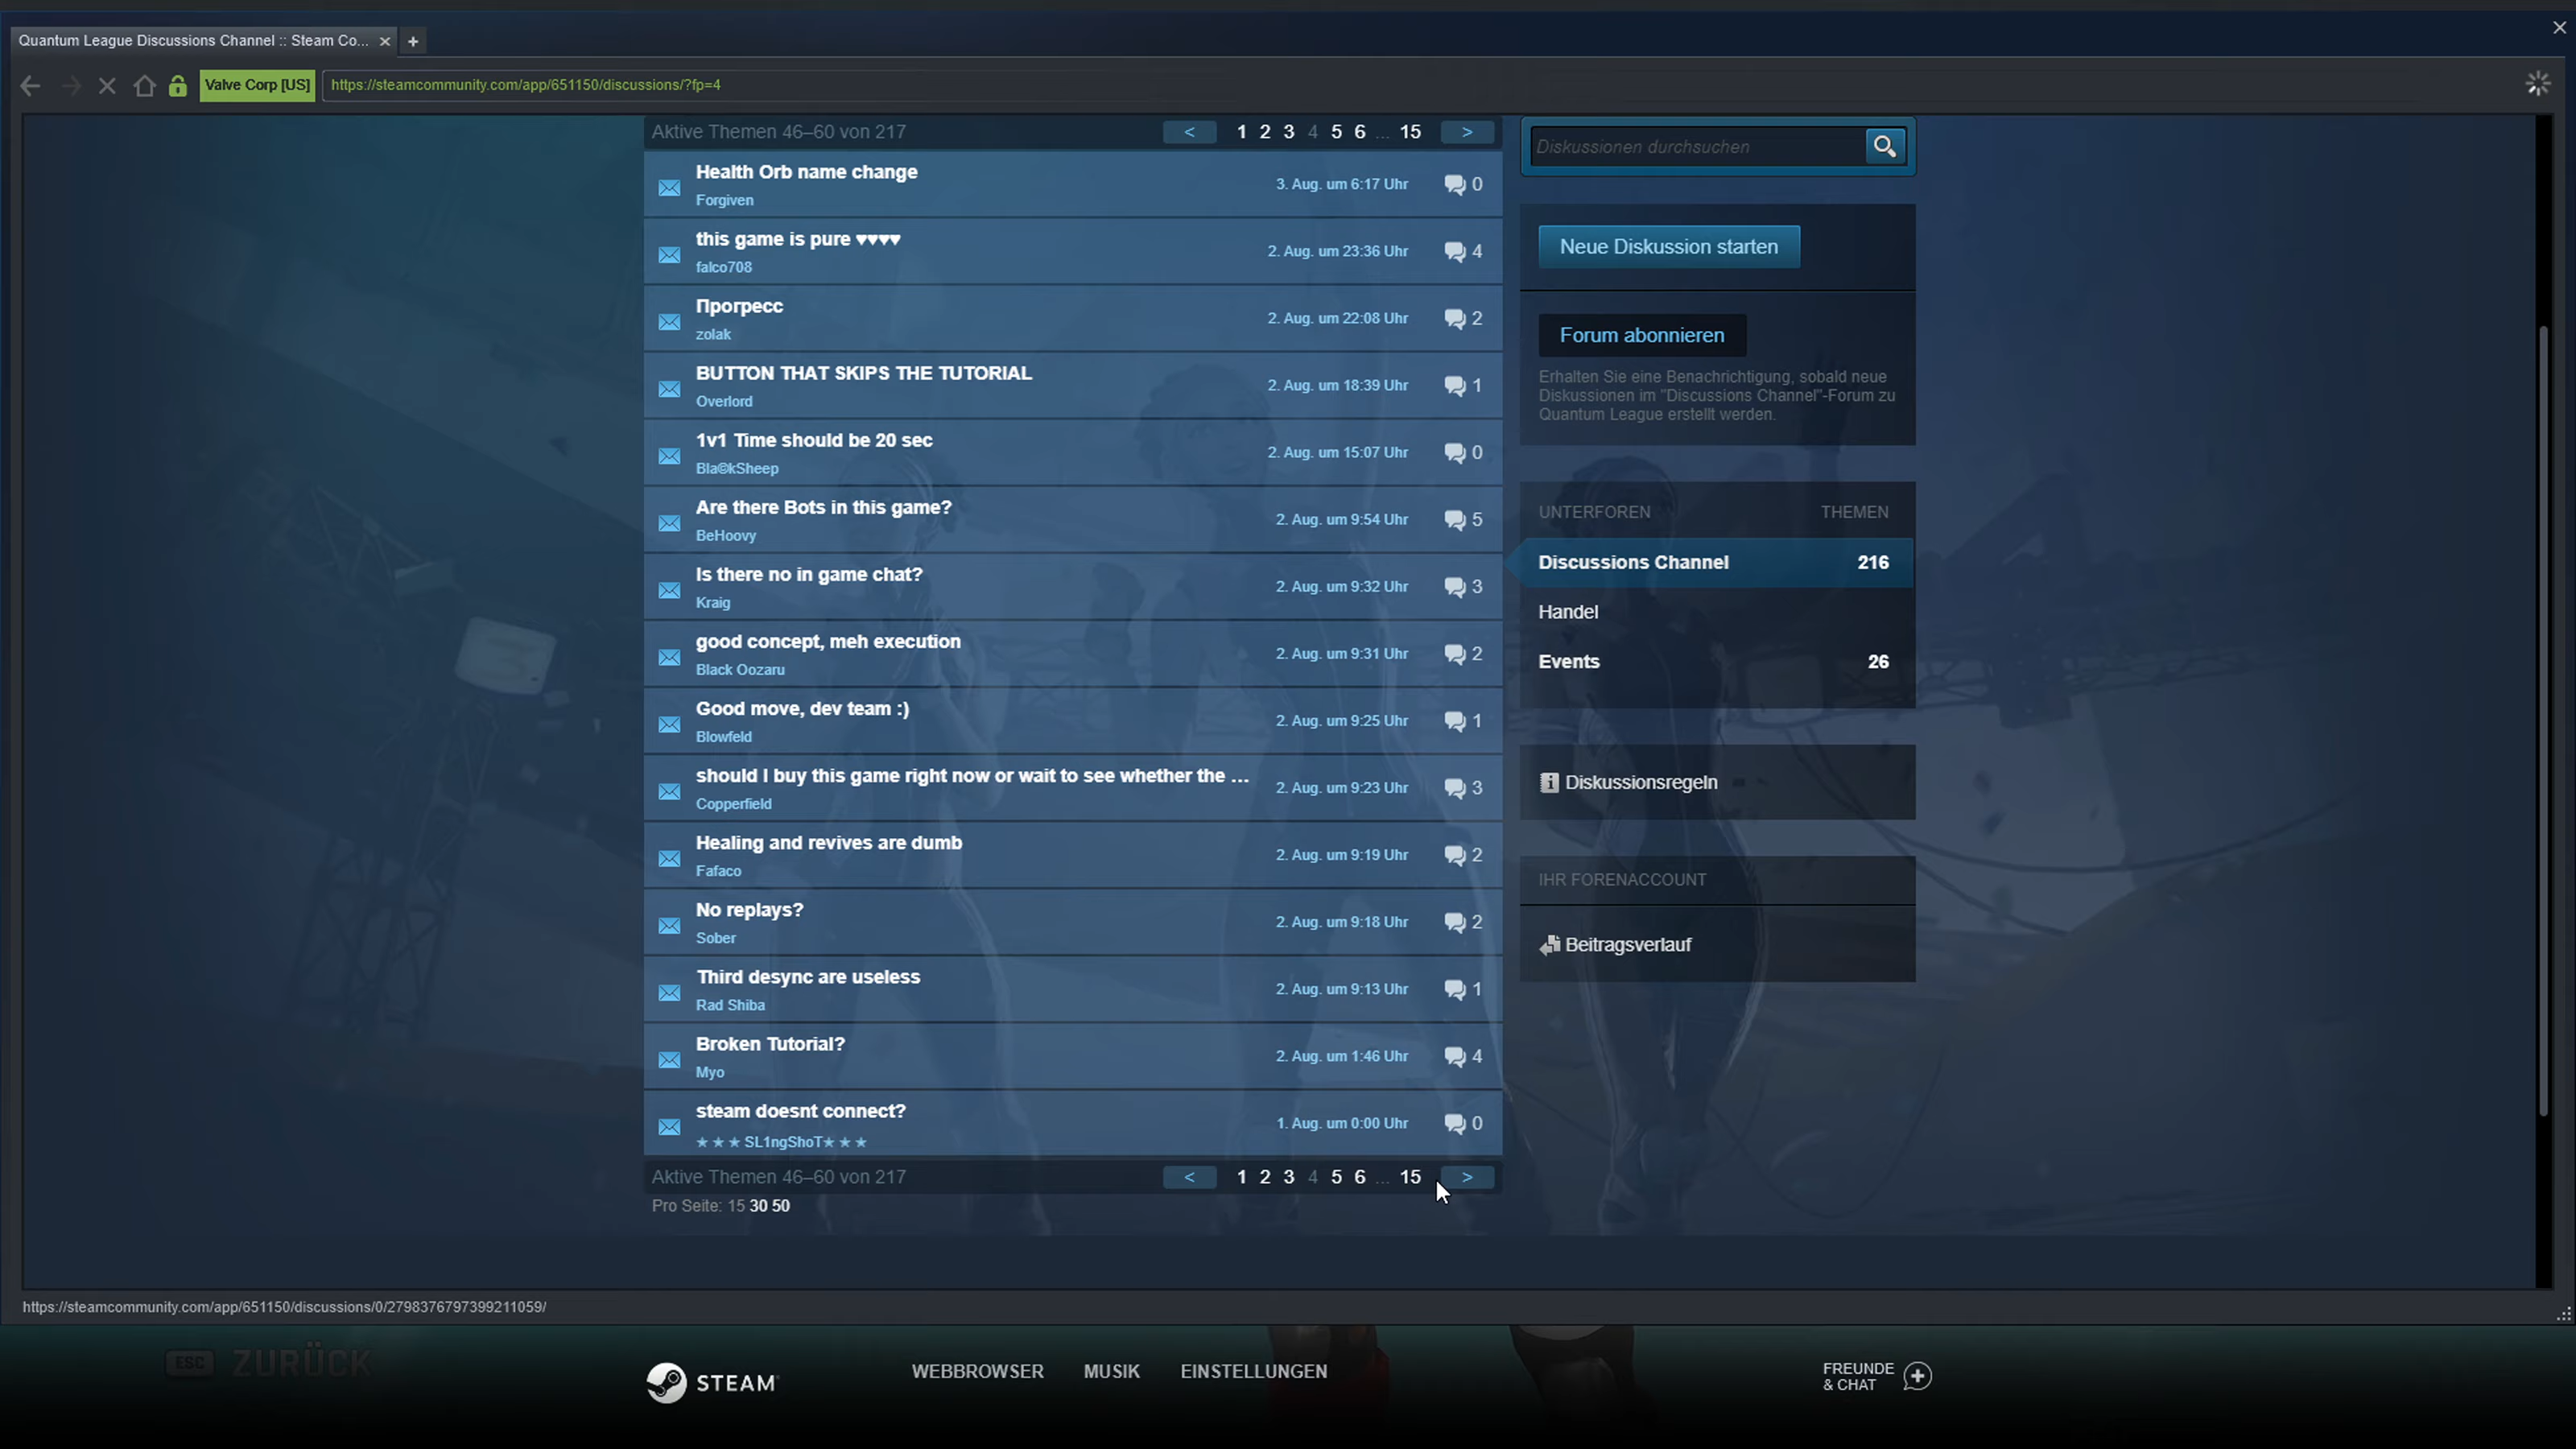 Quantum League Discussions Channel :: Steam Co...
Valve Corp [US]
https://steamcommunity.com/app/651150/discussions/?fp=4
Aktive Themen 46–60 von 217
< 1 2 3 4 5 6 ... 15 >
Health Orb name change
Forgiven
3. Aug. um 6:17 Uhr
0
this game is pure ♥♥♥♥
falco708
2. Aug. um 23:36 Uhr
4
Прогресс
zolak
2. Aug. um 22:08 Uhr
2
BUTTON THAT SKIPS THE TUTORIAL
Overlord
2. Aug. um 18:39 Uhr
1
1v1 Time should be 20 sec
Bla©kSheep
2. Aug. um 15:07 Uhr
0
Are there Bots in this game?
BeHoovy
2. Aug. um 9:54 Uhr
5
Is there no in game chat?
Kraig
2. Aug. um 9:32 Uhr
3
good concept, meh execution
Black Oozaru
2. Aug. um 9:31 Uhr
2
Good move, dev team :)
Blowfeld
2. Aug. um 9:25 Uhr
1
should I buy this game right now or wait to see whether the ...
Copperfield
2. Aug. um 9:23 Uhr
3
Healing and revives are dumb
Fafaco
2. Aug. um 9:19 Uhr
2
No replays?
Sober
2. Aug. um 9:18 Uhr
2
Third desync are useless
Rad Shiba
2. Aug. um 9:13 Uhr
1
Broken Tutorial?
Myo
2. Aug. um 1:46 Uhr
4
steam doesnt connect?
★★★SL1ngShoT★★★
1. Aug. um 0:00 Uhr
0
Aktive Themen 46–60 von 217
< 1 2 3 4 5 6 ... 15 >
Pro Seite: 15 30 50
Diskussionen durchsuchen
Neue Diskussion starten
Forum abonnieren
Erhalten Sie eine Benachrichtigung, sobald neue
Diskussionen im "Discussions Channel"-Forum zu
Quantum League erstellt werden.
UNTERFOREN THEMEN
Discussions Channel 216
Handel
Events 26
Diskussionsregeln
IHR FORENACCOUNT
Beitragsverlauf
https://steamcommunity.com/app/651150/discussions/0/2798376797399211059/
ESC ZURÜCK
STEAM
WEBBROWSER MUSIK EINSTELLUNGEN
FREUNDE
& CHAT